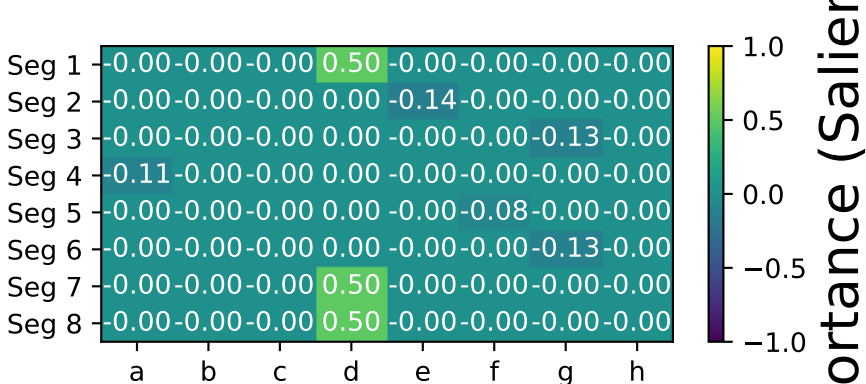 Seg 1 -0.00 -0.00 -0.00 0.50 -0.00 -0.00 -0.00 -0.00
Seg 2 -0.00 -0.00 -0.00 0.00 -0.14 -0.00 -0.00 -0.00
Seg 3 -0.00 -0.00 -0.00 0.00 -0.00 -0.00 -0.13 -0.00
Seg 4 -0.11 -0.00 -0.00 0.00 -0.00 -0.00 -0.00 -0.00
Seg 5 -0.00 -0.00 -0.00 0.00 -0.00 -0.08 -0.00 -0.00
Seg 6 -0.00 -0.00 -0.00 0.00 -0.00 -0.00 -0.13 -0.00
Seg 7 -0.00 -0.00 -0.00 0.50 -0.00 -0.00 -0.00 -0.00
Seg 8 -0.00 -0.00 -0.00 0.50 -0.00 -0.00 -0.00 -0.00
a b c d e f g h
1.0
0.5
0.0
−0.5
−1.0
ortance (Salien